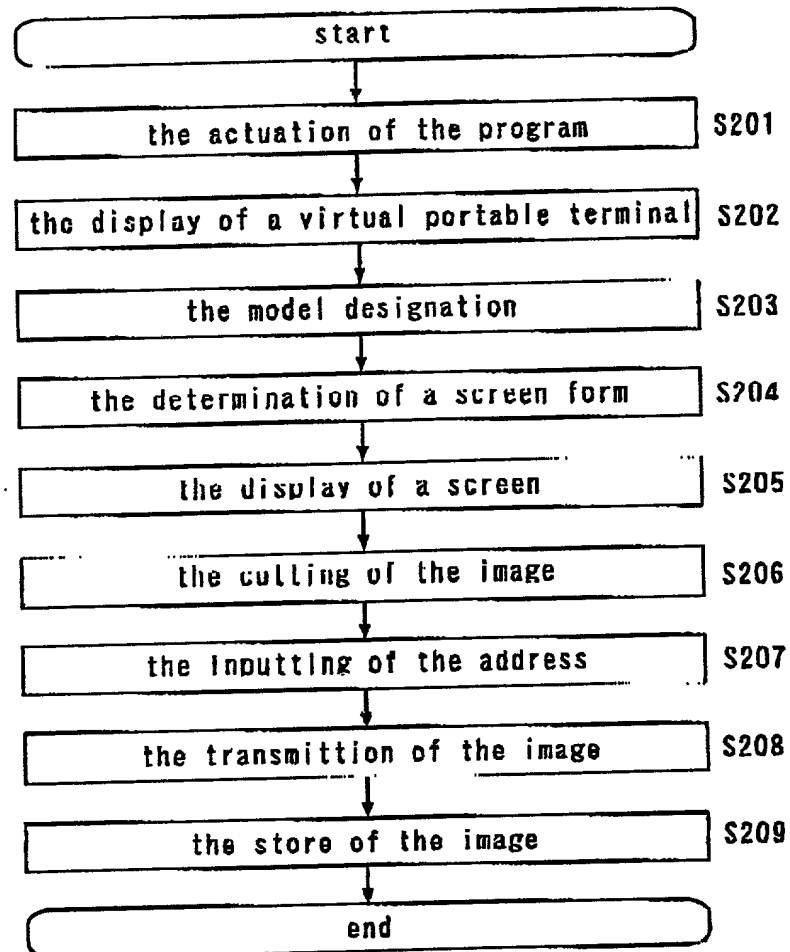 start
the actuation of the program S201
the display of a virtual portable terminal S202
the model designation S203
the determination of a screen form S204
the display of a screen S205
the cutting of the image S206
the inputting of the address S207
the transmittion of the image S208
the store of the image S209
end